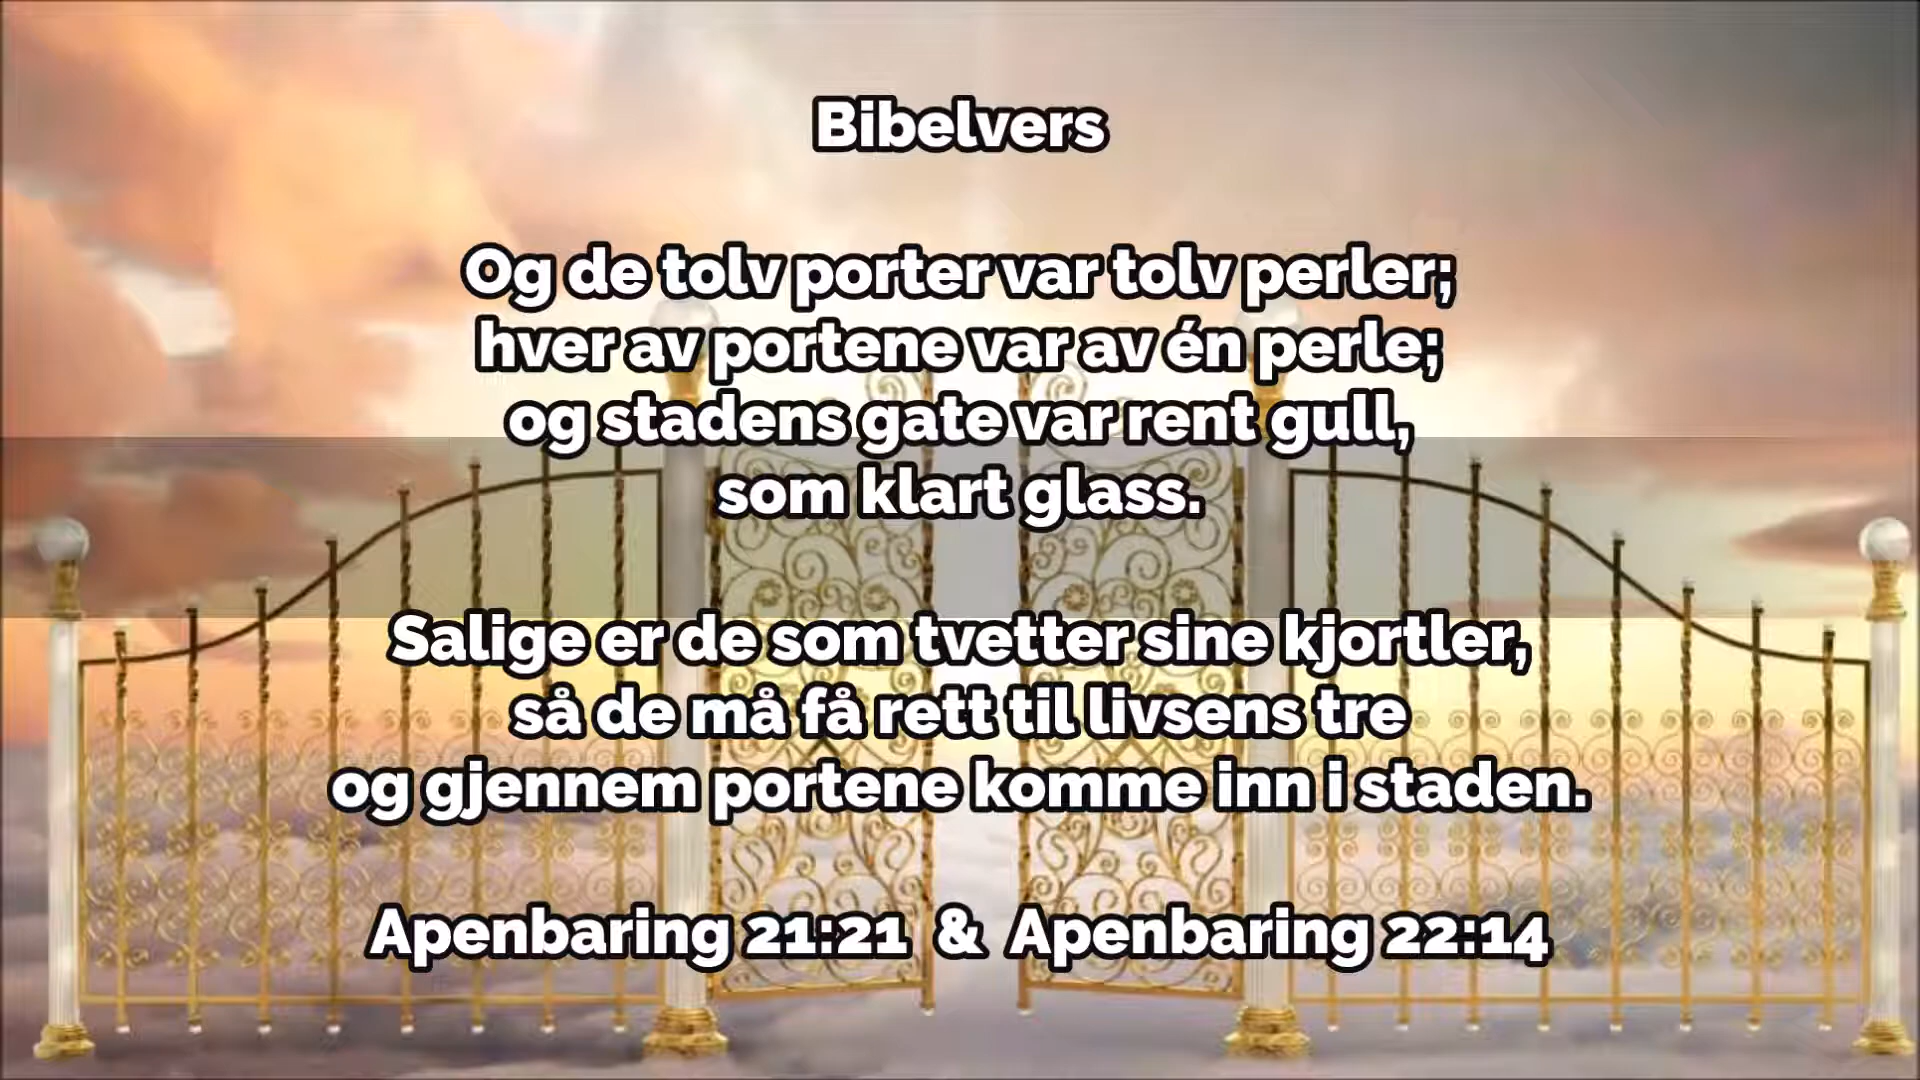 Bibelvers
Og de tolv porter var tolv perler;
hver av portene var av én perle;
og stadens gate var rent gull,
som klart glass.
Salige er de som tvetter sine kjortler,
så de må få rett til livsens tre
og gjennem portene komme inn i staden.
Apenbaring 21:21 & Apenbaring 22:14